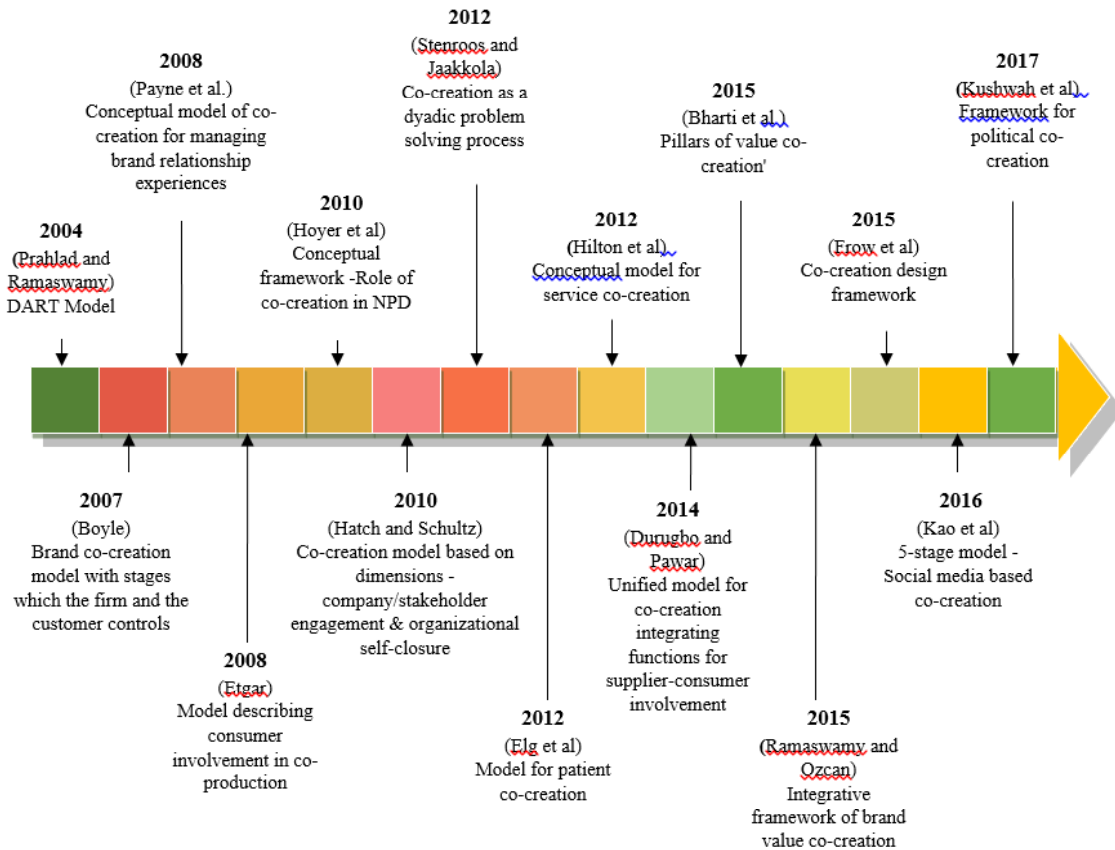 2004
(Prahlad and
Ramaswamy)
DART Model
2007
(Boyle)
Brand co-creation
model with stages
which the firm and the
customer controls
2008
(Payne et al.)
Conceptual model of co-
creation for managing
brand relationship
experiences
2008
(Etgar)
Model describing
consumer
involvement in co-
production
2010
(Hoyer et al)
Conceptual
framework -Role of
co-creation in NPD
2010
(Hatch and Schultz)
Co-creation model based on
dimensions -
company/stakeholder
engagement & organizational
self-closure
2012
(Stenroos and
Jaakkola)
Co-creation as a
dyadic problem
solving process
2012
(Elg et al)
Model for patient
co-creation
2012
(Hilton et al)
Conceptual model for
service co-creation
2014
(Durugbo and
Pawar)
Unified model for
co-creation
integrating
functions for
supplier-consumer
involvement
2015
(Bharti et al.)
Pillars of value co-
creation'
2015
(Ramaswamy and
Ozcan)
Integrative
framework of brand
value co-creation
2015
(Frow et al)
Co-creation design
framework
2016
(Kao et al)
5-stage model -
Social media based
co-creation
2017
(Kushwah et al)
Framework for
political co-
creation